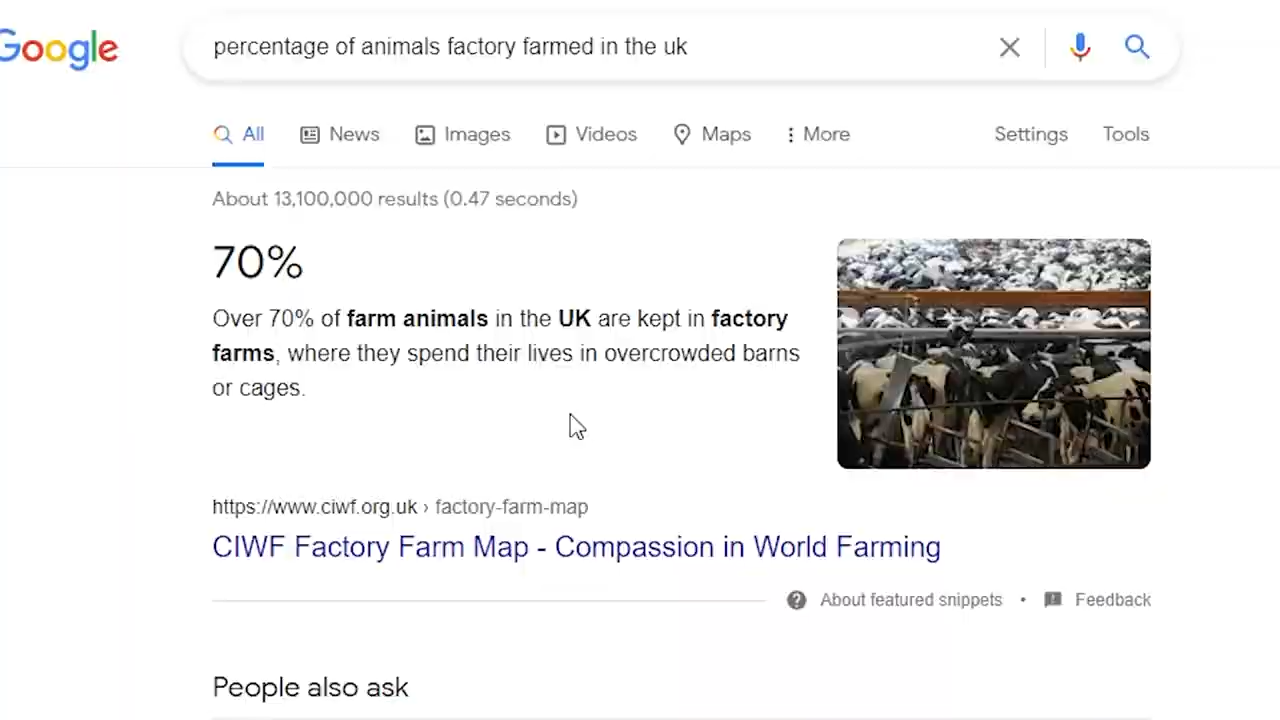 Google
percentage of animals factory farmed in the uk
All News Images Videos Maps More Settings Tools
About 13,100,000 results (0.47 seconds)
70%
Over 70% of farm animals in the UK are kept in factory
farms, where they spend their lives in overcrowded barns
or cages.
https://www.ciwf.org.uk › factory-farm-map
CIWF Factory Farm Map - Compassion in World Farming
About featured snippets • Feedback
People also ask